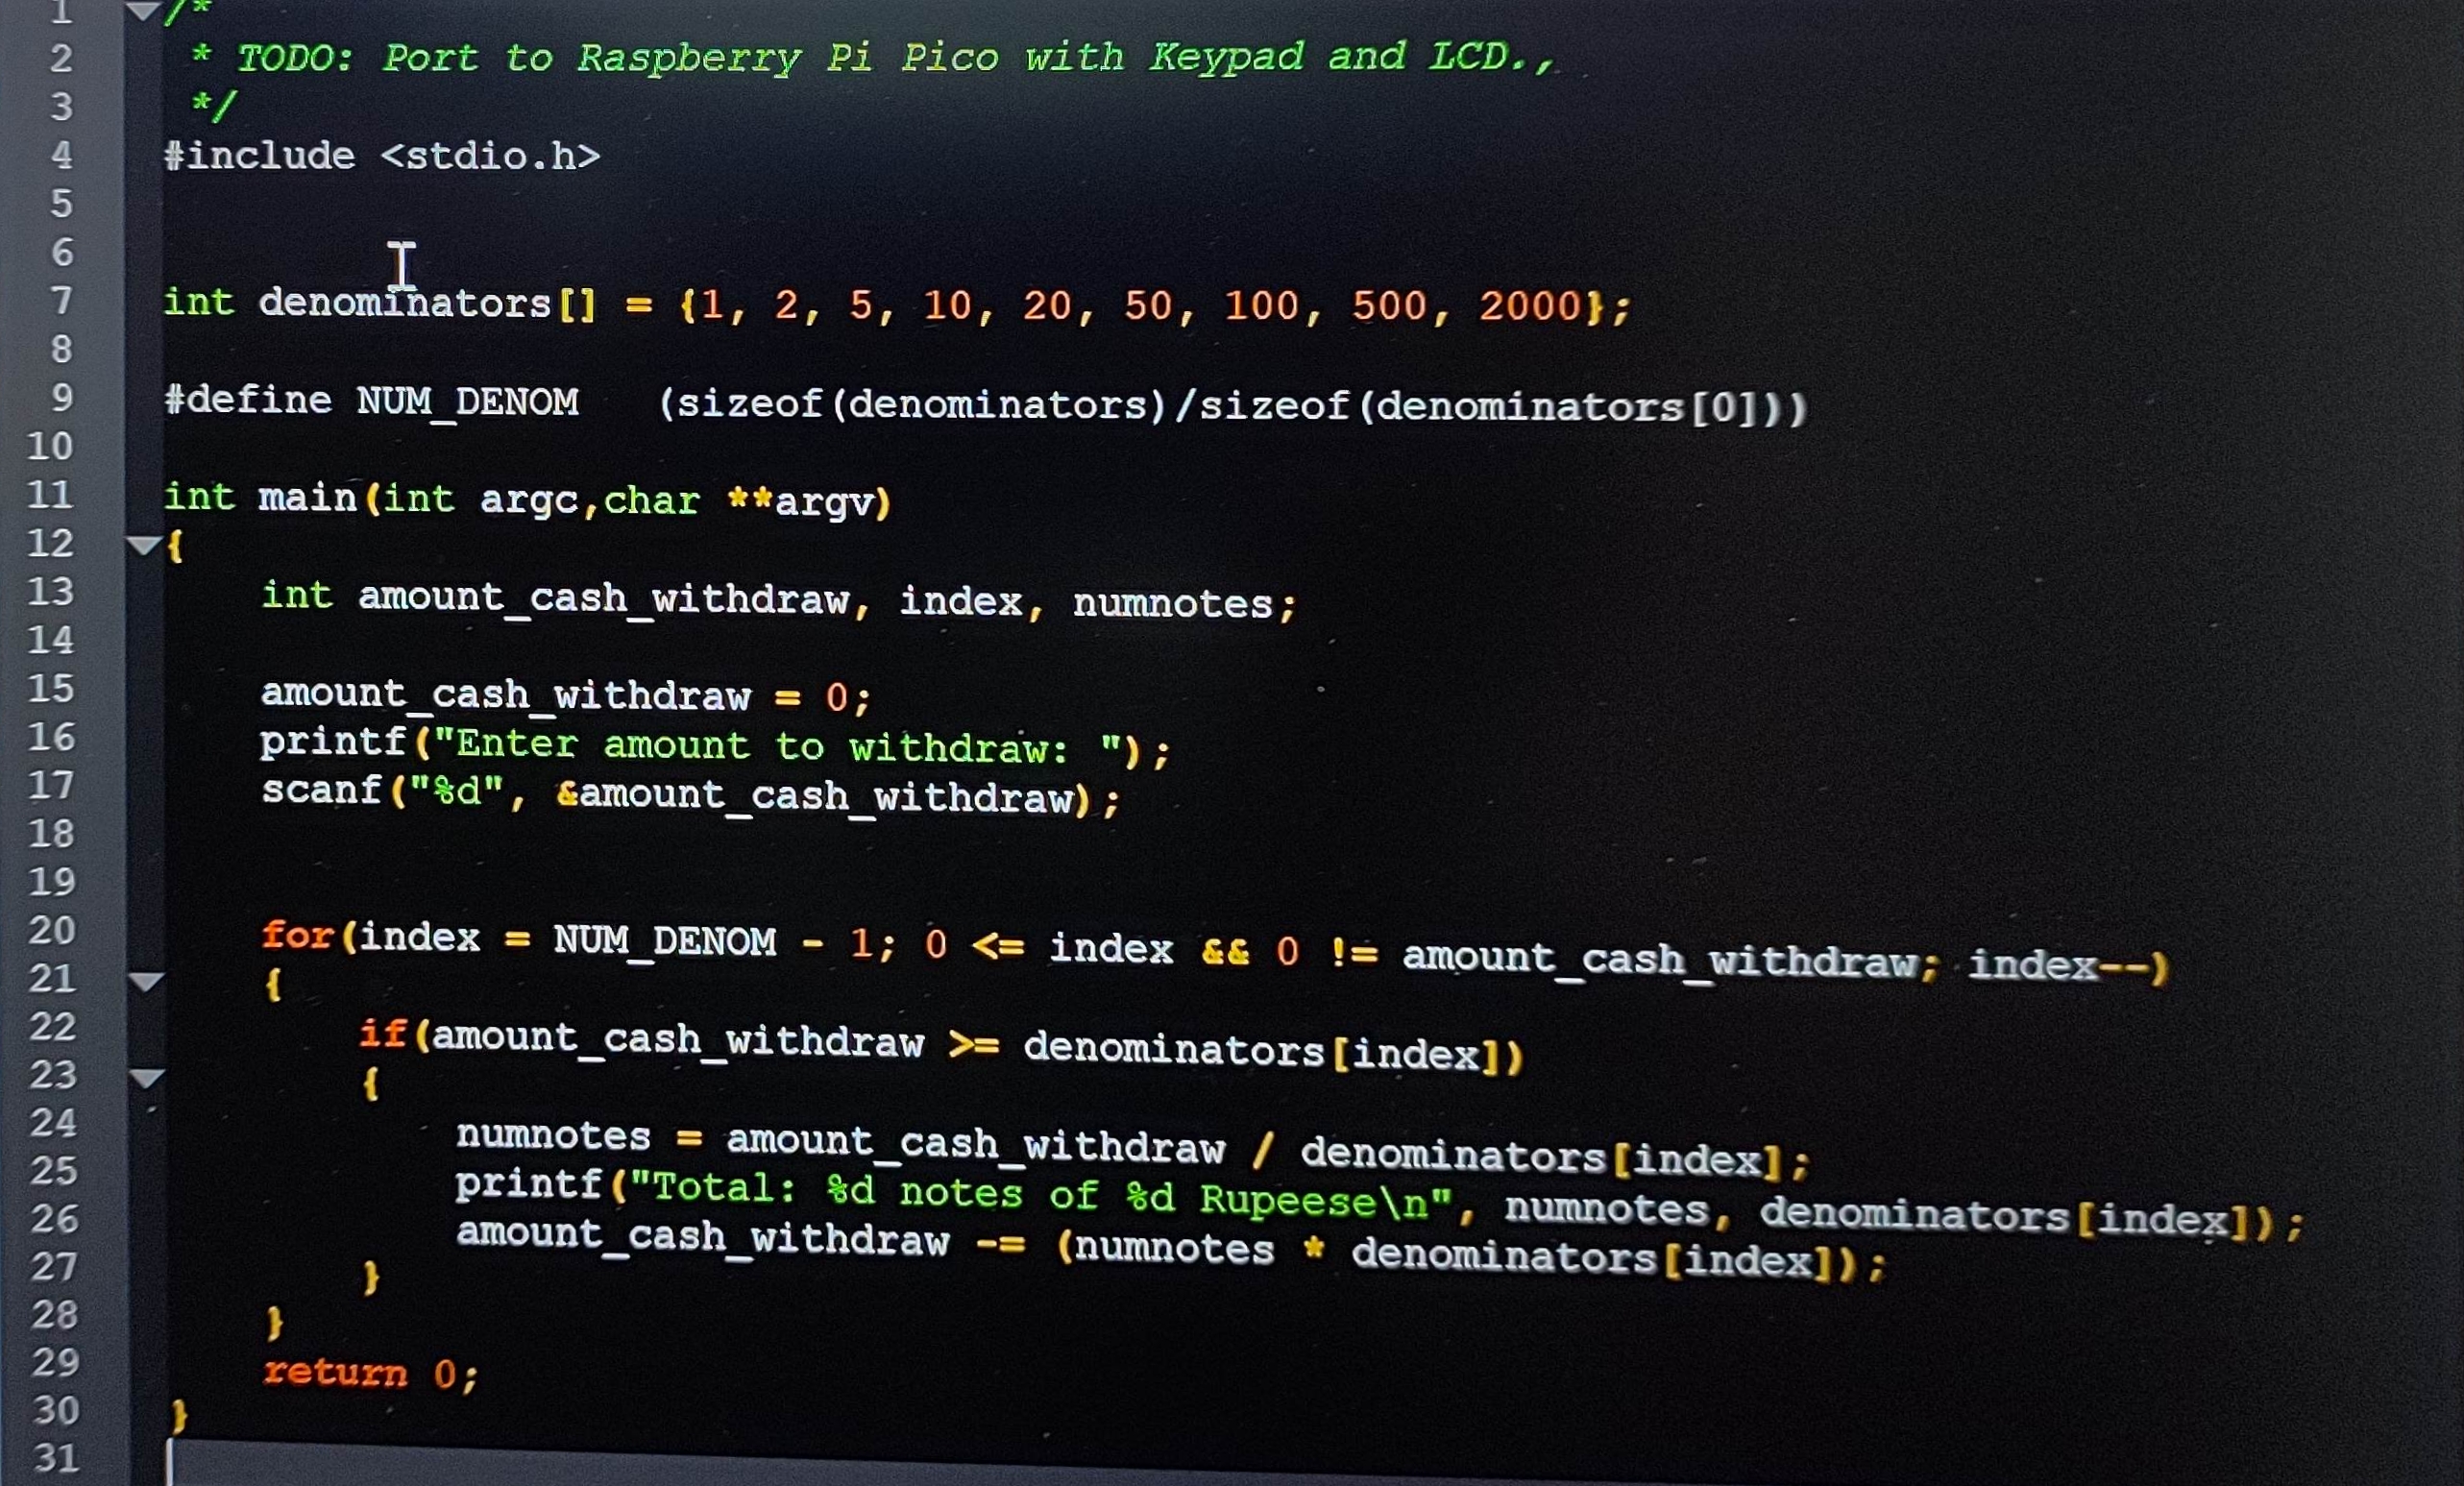 1 /*
2 * TODO: Port to Raspberry Pi Pico with Keypad and LCD.,
3 */
4 #include <stdio.h>
5
6
7 int denominators[] = {1, 2, 5, 10, 20, 50, 100, 500, 2000};
8
9 #define NUM_DENOM   (sizeof(denominators)/sizeof(denominators[0]))
10
11 int main(int argc,char **argv)
12 {
13     int amount_cash_withdraw, index, numnotes;
14
15     amount_cash_withdraw = 0;
16     printf("Enter amount to withdraw: ");
17     scanf("%d", &amount_cash_withdraw);
18
19
20     for(index = NUM_DENOM - 1; 0 <= index && 0 != amount_cash_withdraw; index--)
21     {
22         if(amount_cash_withdraw >= denominators[index])
23         {
24             numnotes = amount_cash_withdraw / denominators[index];
25             printf("Total: %d notes of %d Rupeese\n", numnotes, denominators[index]);
26             amount_cash_withdraw -= (numnotes * denominators[index]);
27         }
28     }
29     return 0;
30 }
31